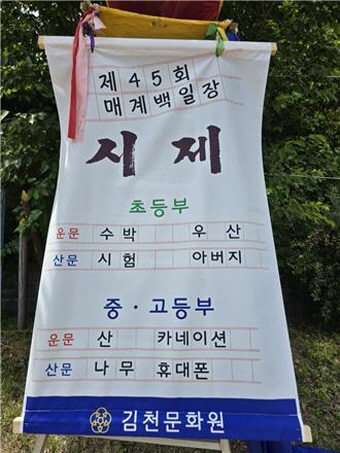 제45회
매계백일장
시제
초등부
운문 수박 우산
산문 시험 아버지
중·고등부
운문 산 카네이션
산문 나무 휴대폰
김천문화원